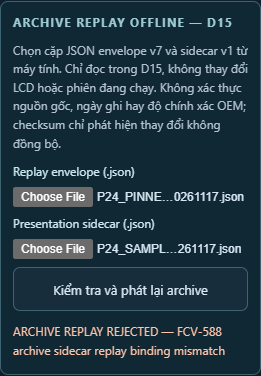 ARCHIVE REPLAY OFFLINE — D15
Chọn cặp JSON envelope v7 và sidecar v1 từ
máy tính. Chỉ đọc trong D15, không thay đổi
LCD hoặc phiên đang chạy. Không xác thực
nguồn gốc, ngày ghi hay độ chính xác OEM;
checksum chỉ phát hiện thay đổi không
đồng bộ.
Replay envelope (.json)
Choose File P24_PINNE...0261117.json
Presentation sidecar (.json)
Choose File P24_SAMPL...261117.json
Kiểm tra và phát lại archive
ARCHIVE REPLAY REJECTED — FCV-588
archive sidecar replay binding mismatch